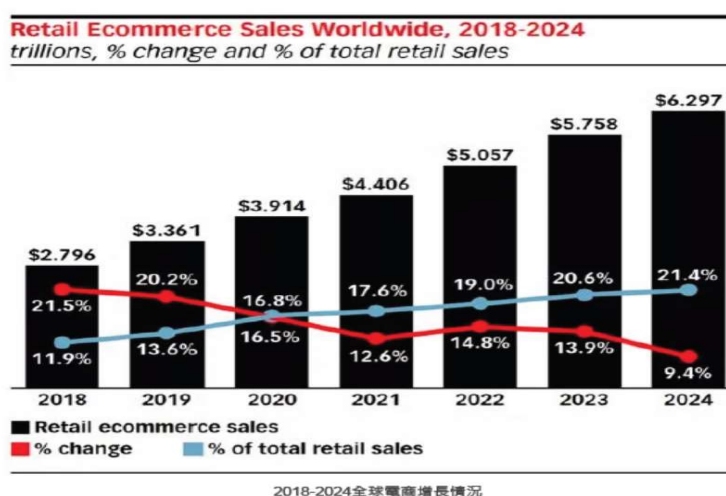 Retail Ecommerce Sales Worldwide, 2018-2024
trillions, % change and % of total retail sales
$6.297
$5.758
$5.057
$4.406
$3.914
$3.361
$2.796
21.5% 20.2% 16.8% 17.6% 19.0% 20.6% 21.4%
11.9% 13.6% 16.5% 12.6% 14.8% 13.9% 9.4%
2018 2019 2020 2021 2022 2023 2024
Retail ecommerce sales
% change % of total retail sales
2018-2024全球電商增長情況